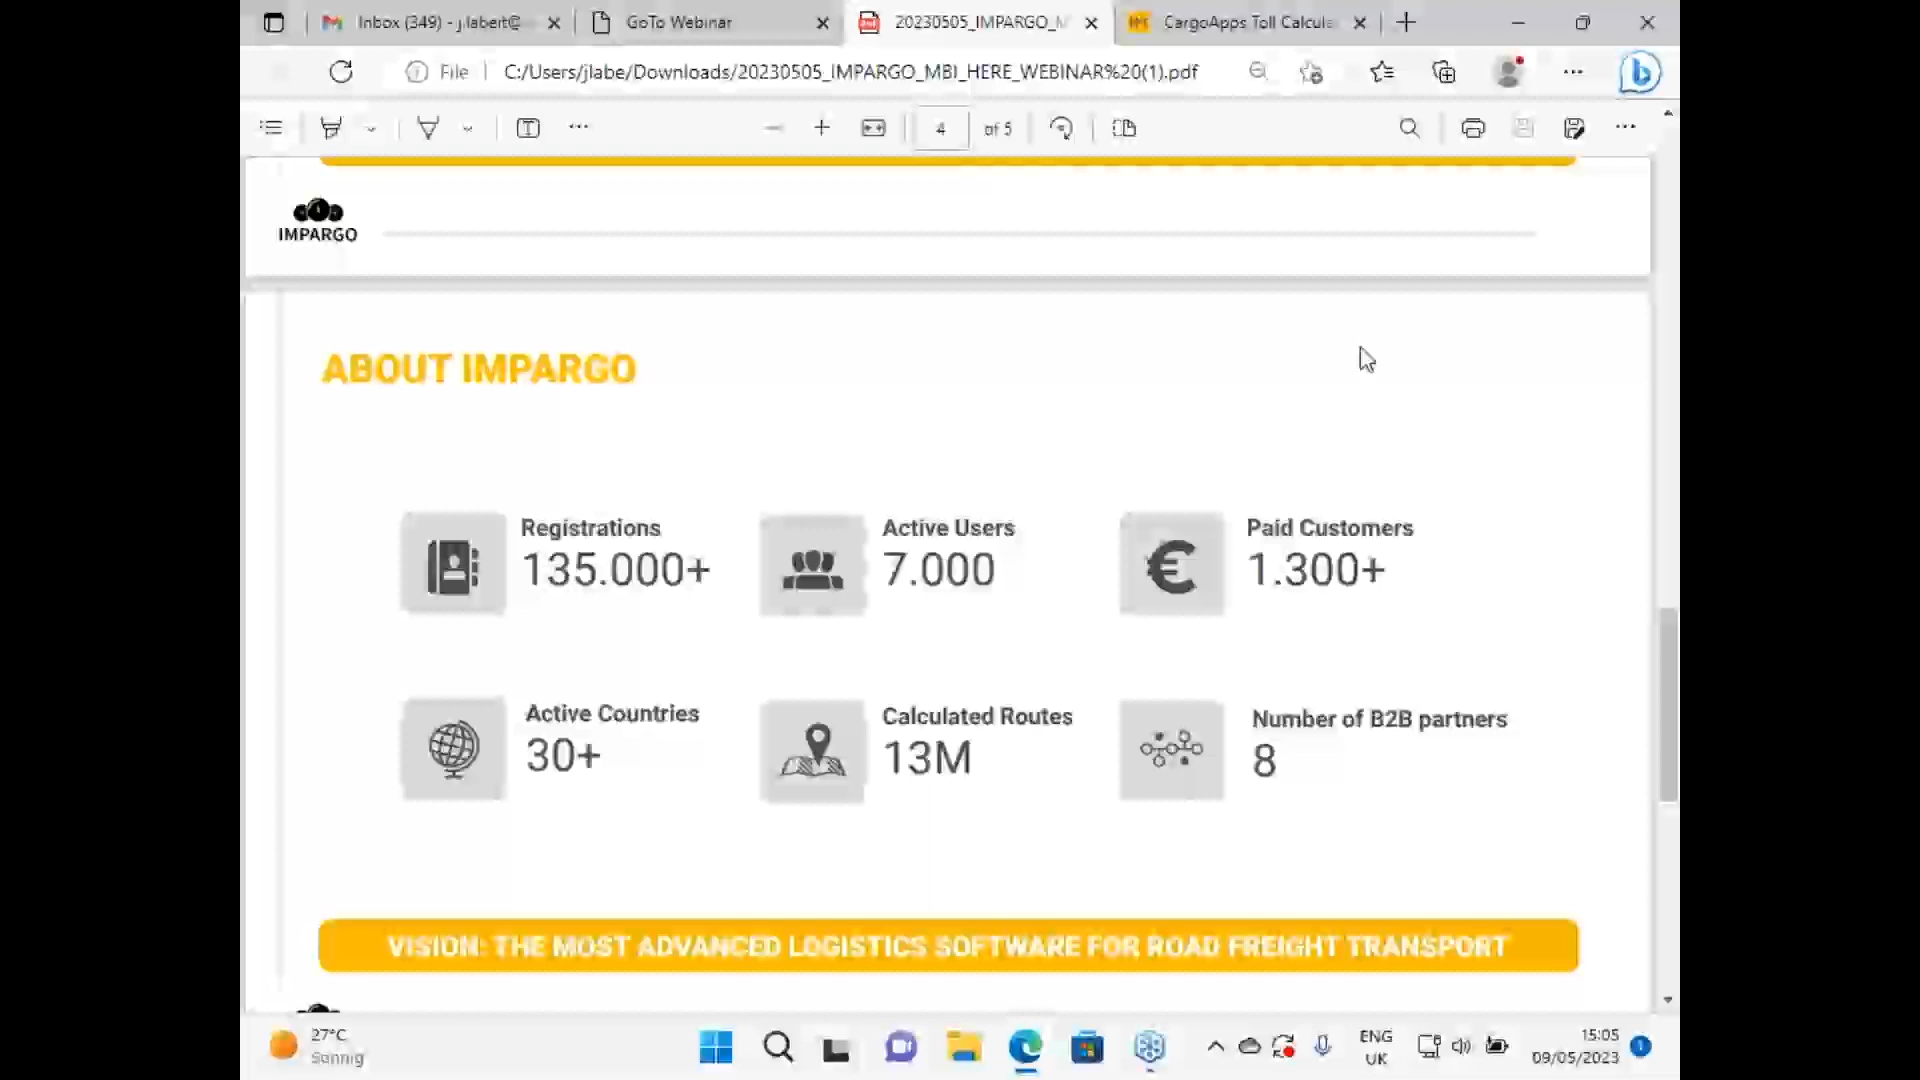 Inbox (349) - j.labert@
GoTo Webinar
20230505_IMPARGO_M
CargoApps Toll Calcula
File
C:/Users/jlabe/Downloads/20230505_IMPARGO_MBI_HERE_WEBINAR%20(1).pdf
4 of 5
IMPARGO
ABOUT IMPARGO
Registrations
135.000+
Active Users
7.000
Paid Customers
1.300+
Active Countries
30+
Calculated Routes
13M
Number of B2B partners
8
VISION: THE MOST ADVANCED LOGISTICS SOFTWARE FOR ROAD FREIGHT TRANSPORT
27°C
Sonnig
ENG
UK
15:05
09/05/2023
1